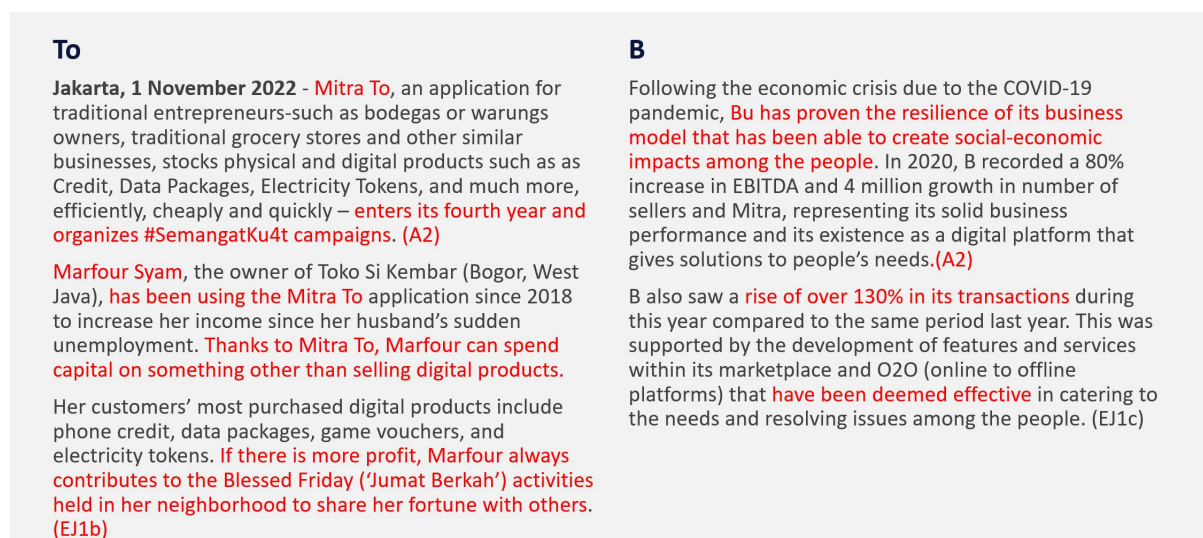 To
Jakarta, 1 November 2022 - Mitra To, an application for
traditional entrepreneurs-such as bodegas or warungs
owners, traditional grocery stores and other similar
businesses, stocks physical and digital products such as as
Credit, Data Packages, Electricity Tokens, and much more,
efficiently, cheaply and quickly – enters its fourth year and
organizes #SemangatKu4t campaigns. (A2)
Marfour Syam, the owner of Toko Si Kembar (Bogor, West
Java), has been using the Mitra To application since 2018
to increase her income since her husband’s sudden
unemployment. Thanks to Mitra To, Marfour can spend
capital on something other than selling digital products.
Her customers’ most purchased digital products include
phone credit, data packages, game vouchers, and
electricity tokens. If there is more profit, Marfour always
contributes to the Blessed Friday (‘Jumat Berkah’) activities
held in her neighborhood to share her fortune with others.
(EJ1b)
B
Following the economic crisis due to the COVID-19
pandemic, Bu has proven the resilience of its business
model that has been able to create social-economic
impacts among the people. In 2020, B recorded a 80%
increase in EBITDA and 4 million growth in number of
sellers and Mitra, representing its solid business
performance and its existence as a digital platform that
gives solutions to people’s needs.(A2)
B also saw a rise of over 130% in its transactions during
this year compared to the same period last year. This was
supported by the development of features and services
within its marketplace and O2O (online to offline
platforms) that have been deemed effective in catering to
the needs and resolving issues among the people. (EJ1c)